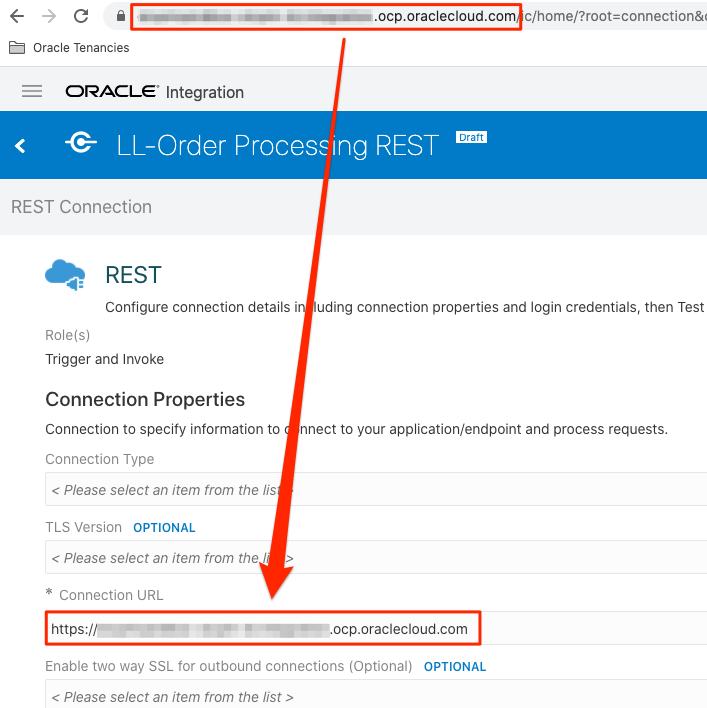 .ocp.oraclecloud.com/ic/home/?root=connection&
Oracle Tenancies
ORACLE Integration
LL-Order Processing REST Draft
REST Connection
REST
Configure connection details including connection properties and login credentials, then Test
Role(s)
Trigger and Invoke
Connection Properties
Connection to specify information to connect to your application/endpoint and process requests.
Connection Type
< Please select an item from the list >
TLS Version OPTIONAL
< Please select an item from the list >
* Connection URL
https:// .ocp.oraclecloud.com
Enable two way SSL for outbound connections (Optional) OPTIONAL
< Please select an item from the list >